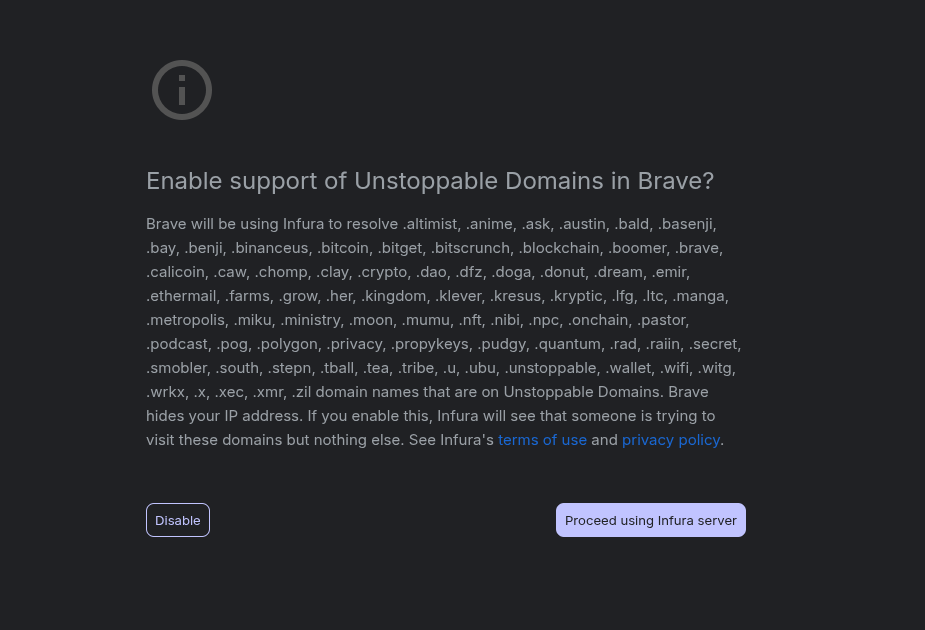 Enable support of Unstoppable Domains in Brave?
Brave will be using Infura to resolve .altimist, .anime, .ask, .austin, .bald, .basenji,
.bay, .benji, .binanceus, .bitcoin, .bitget, .bitscrunch, .blockchain, .boomer, .brave,
.calicoin, .caw, .chomp, .clay, .crypto, .dao, .dfz, .doga, .donut, .dream, .emir,
.ethermail, .farms, .grow, .her, .kingdom, .klever, .kresus, .kryptic, .lfg, .ltc, .manga,
.metropolis, .miku, .ministry, .moon, .mumu, .nft, .nibi, .npc, .onchain, .pastor,
.podcast, .pog, .polygon, .privacy, .propykeys, .pudgy, .quantum, .rad, .raiin, .secret,
.smobler, .south, .stepn, .tball, .tea, .tribe, .u, .ubu, .unstoppable, .wallet, .wifi, .witg,
.wrkx, .x, .xec, .xmr, .zil domain names that are on Unstoppable Domains. Brave
hides your IP address. If you enable this, Infura will see that someone is trying to
visit these domains but nothing else. See Infura's terms of use and privacy policy.
Disable
Proceed using Infura server